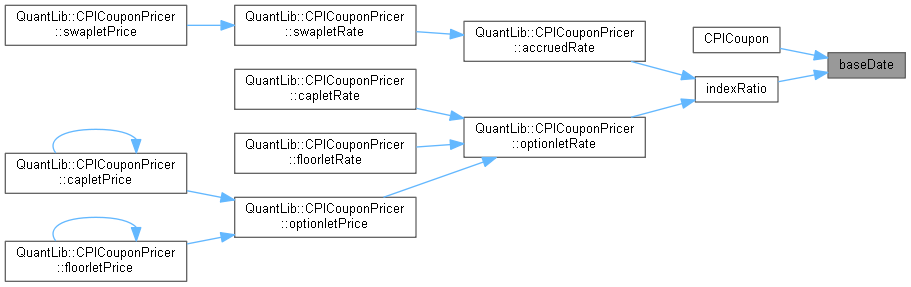 QuantLib::CPICouponPricer
::swapletPrice
QuantLib::CPICouponPricer
::swapletRate
QuantLib::CPICouponPricer
::accruedRate
CPICoupon
baseDate
indexRatio
QuantLib::CPICouponPricer
::capletRate
QuantLib::CPICouponPricer
::optionletRate
QuantLib::CPICouponPricer
::floorletRate
QuantLib::CPICouponPricer
::capletPrice
QuantLib::CPICouponPricer
::optionletPrice
QuantLib::CPICouponPricer
::floorletPrice